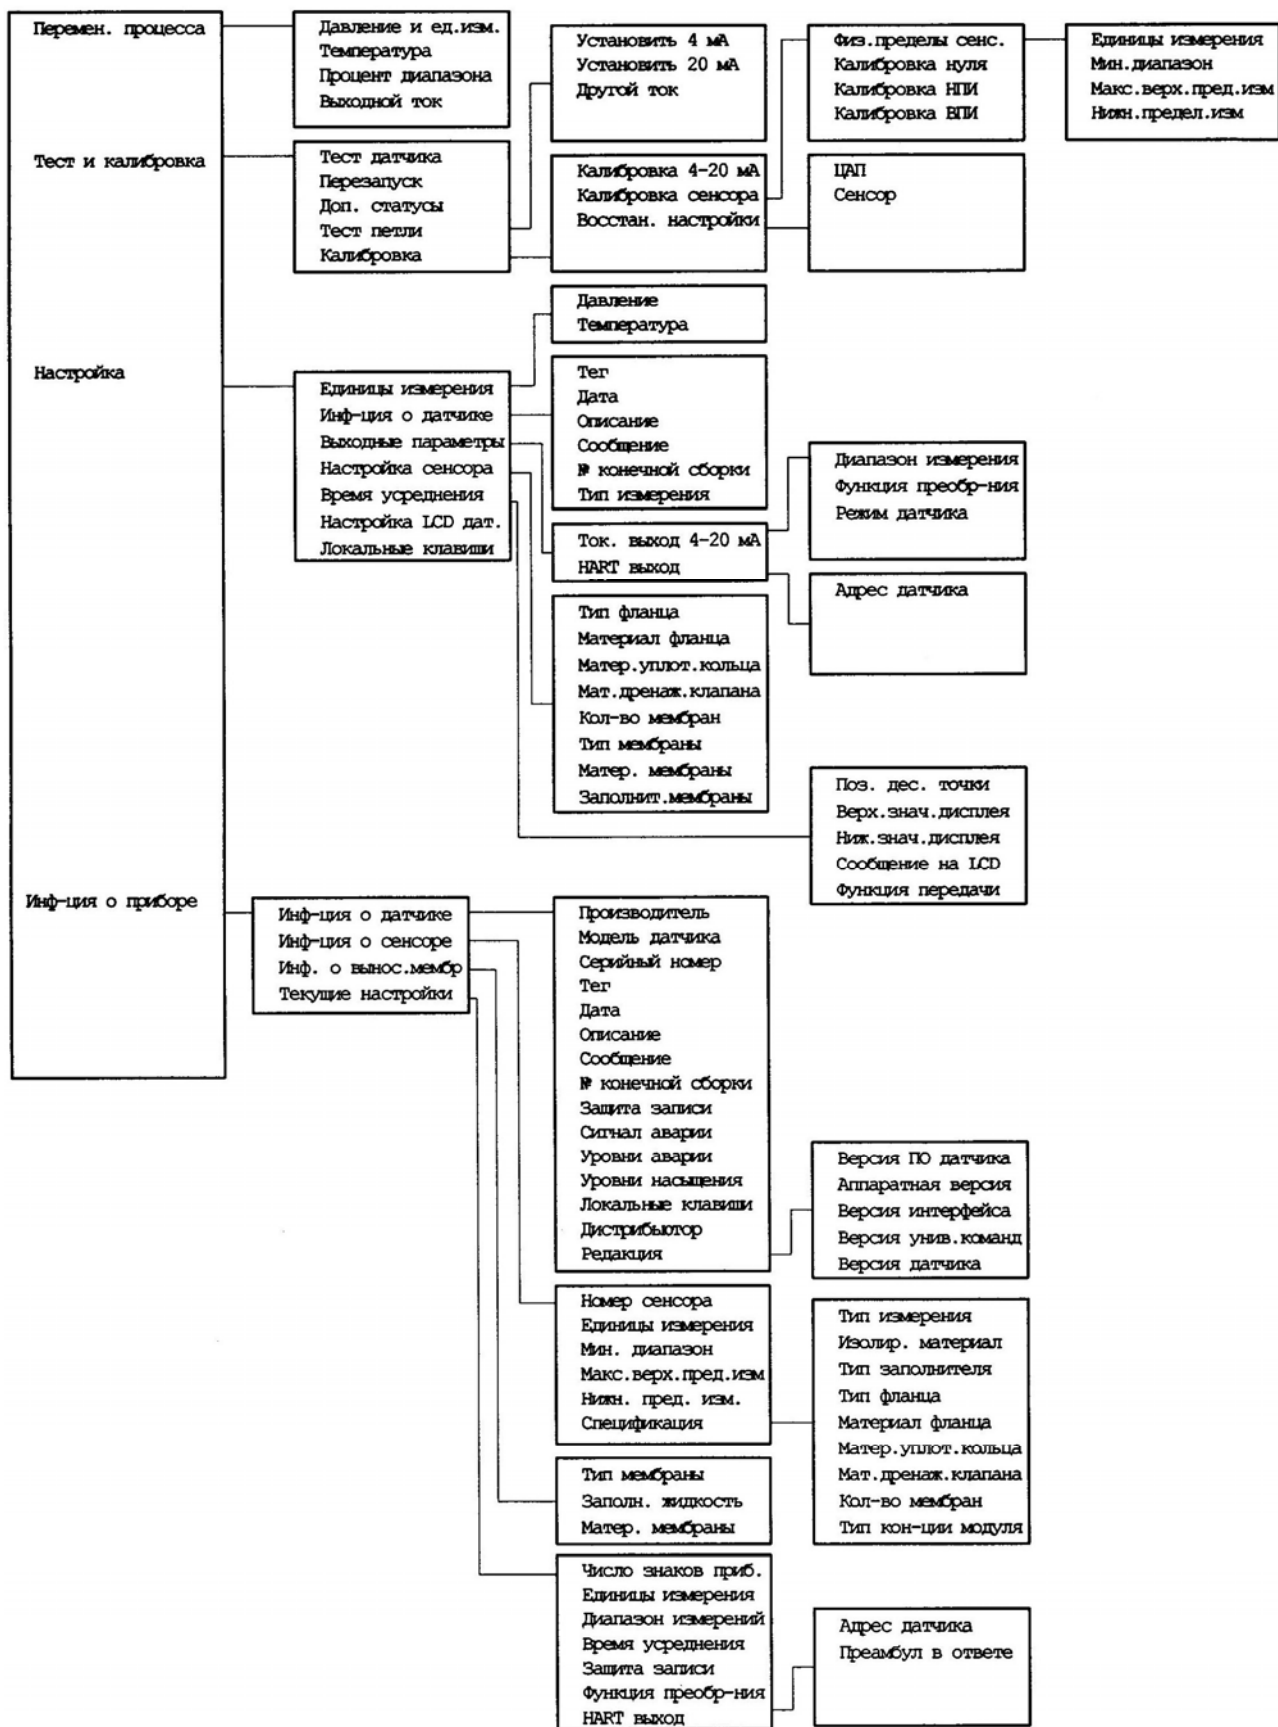 Перемен. процесса
Тест и калибровка
Настройка
Инф-ция о приборе
Давление и ед.изм.
Температура
Процент диапазона
Выходной ток
Тест датчика
Перезапуск
Доп. статусы
Тест петли
Калибровка
Установить 4 мА
Установить 20 мА
Другой ток
Калибровка 4-20 мА
Калибровка сенсора
Восстан. настройки
Физ.пределы сенс.
Калибровка нуля
Калибровка НПИ
Калибровка ВПИ
Единицы измерения
Мин.диапазон
Макс.верх.пред.изм
Нижн.предел.изм
ЦАП
Сенсор
Единицы измерения
Инф-ция о датчике
Выходные параметры
Настройка сенсора
Время усреднения
Настройка LCD дат.
Локальные клавиши
Давление
Температура
Тег
Дата
Описание
Сообщение
№ конечной сборки
Тип измерения
Ток. выход 4-20 мА
HART выход
Диапазон измерения
Функция преобр-ния
Режим датчика
Адрес датчика
Тип фланца
Материал фланца
Матер.уплот.кольца
Мат.дренаж.клапана
Кол-во мембран
Тип мембраны
Матер. мембраны
Заполнит.мембраны
Поз. дес. точки
Верх.знач.дисплея
Ниж.знач.дисплея
Сообщение на LCD
Функция передачи
Инф-ция о датчике
Инф-ция о сенсоре
Инф. о вынос.мембр
Текущие настройки
Производитель
Модель датчика
Серийный номер
Тег
Дата
Описание
Сообщение
№ конечной сборки
Защита записи
Сигнал аварии
Уровни аварии
Уровни насыщения
Локальные клавиши
Дистрибьютор
Редакция
Версия ПО датчика
Аппаратная версия
Версия интерфейса
Версия унив.команд
Версия датчика
Номер сенсора
Единицы измерения
Мин. диапазон
Макс.верх.пред.изм
Нижн. пред. изм.
Спецификация
Тип измерения
Изолир. материал
Тип заполнителя
Тип фланца
Материал фланца
Матер.уплот.кольца
Мат.дренаж.клапана
Кол-во мембран
Тип кон-ции модуля
Тип мембраны
Заполн. жидкость
Матер. мембраны
Число знаков приб.
Единицы измерения
Диапазон измерений
Время усреднения
Защита записи
Функция преобр-ния
HART выход
Адрес датчика
Преамбул в ответе